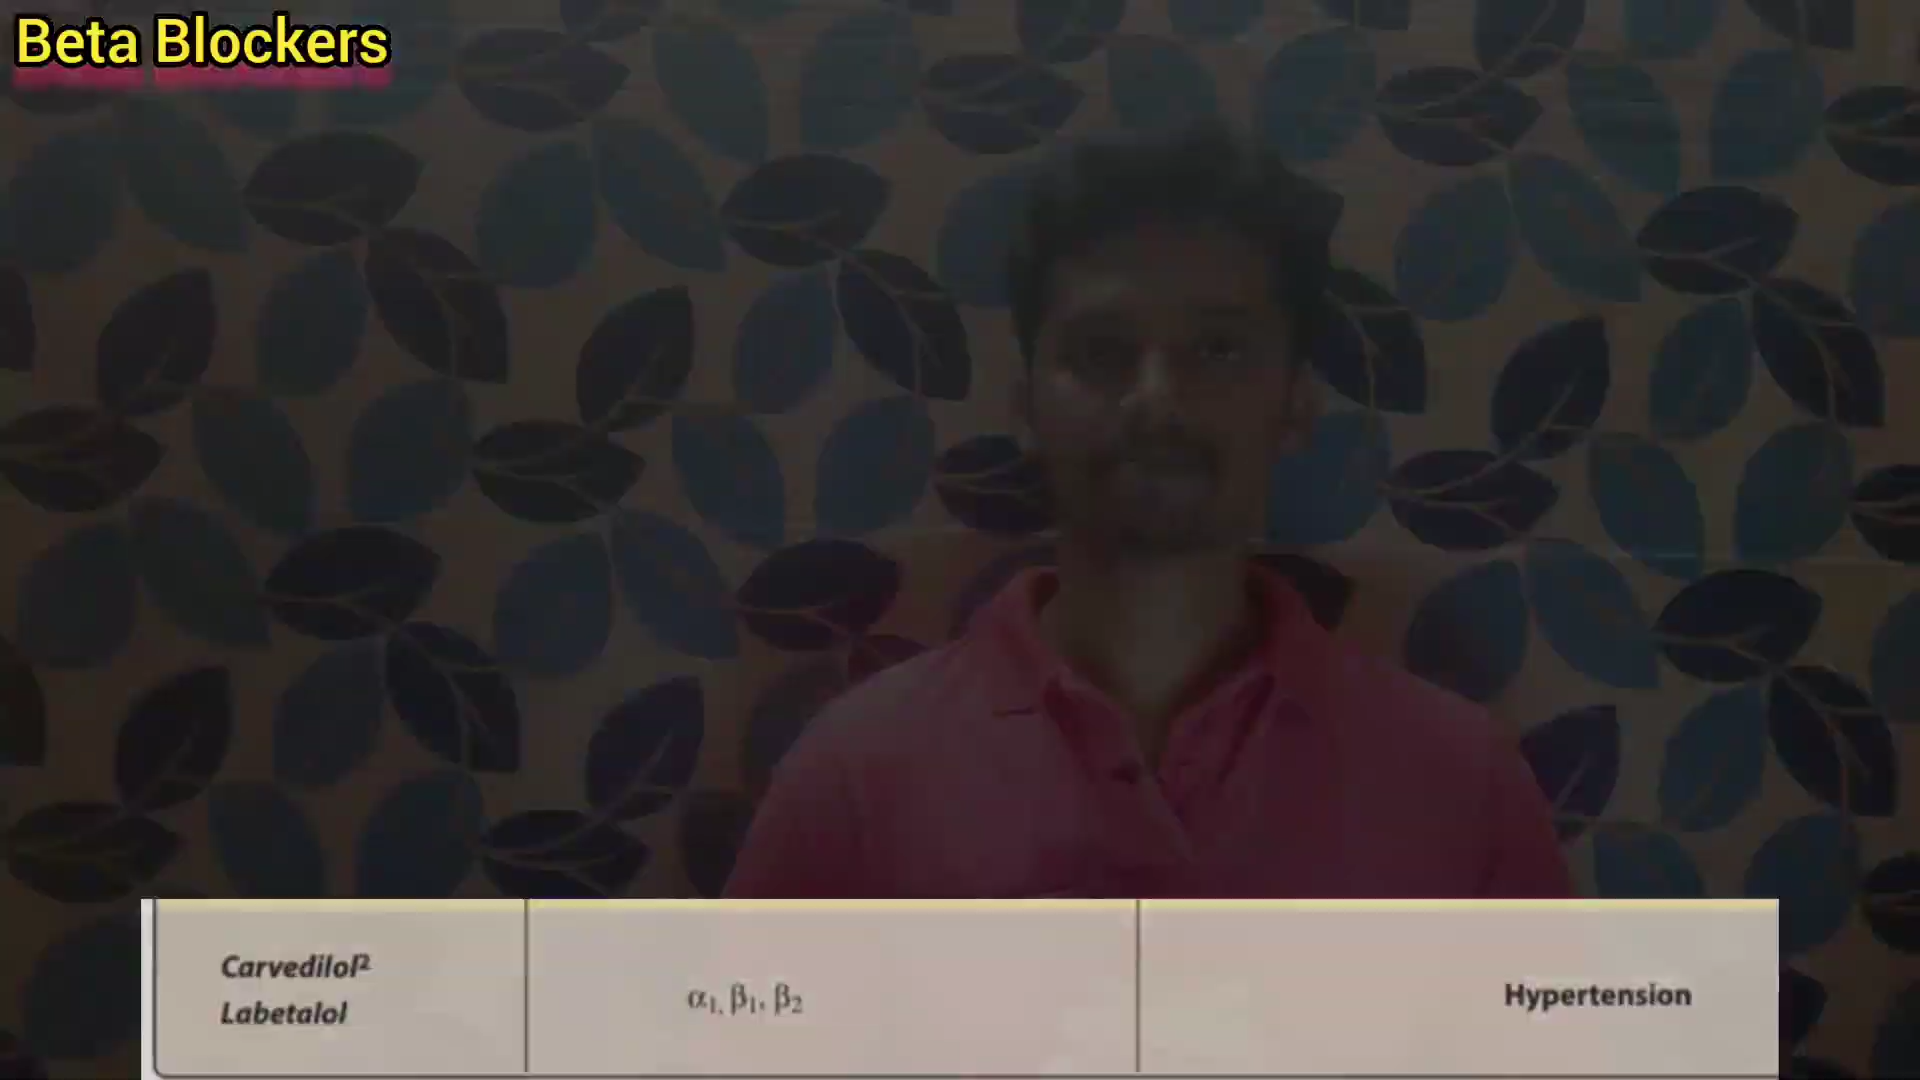 Beta Blockers
Carvedilol²
Labetalol
α₁, β₁, β₂
Hypertension